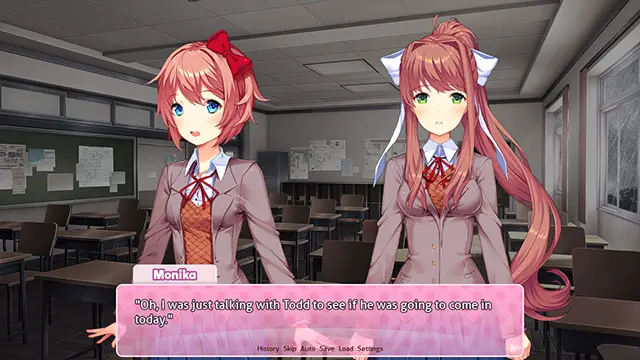 Monika
"Oh, I was just talking with Todd to see if he was going to come in
today."
History Skip Auto Save Load Settings